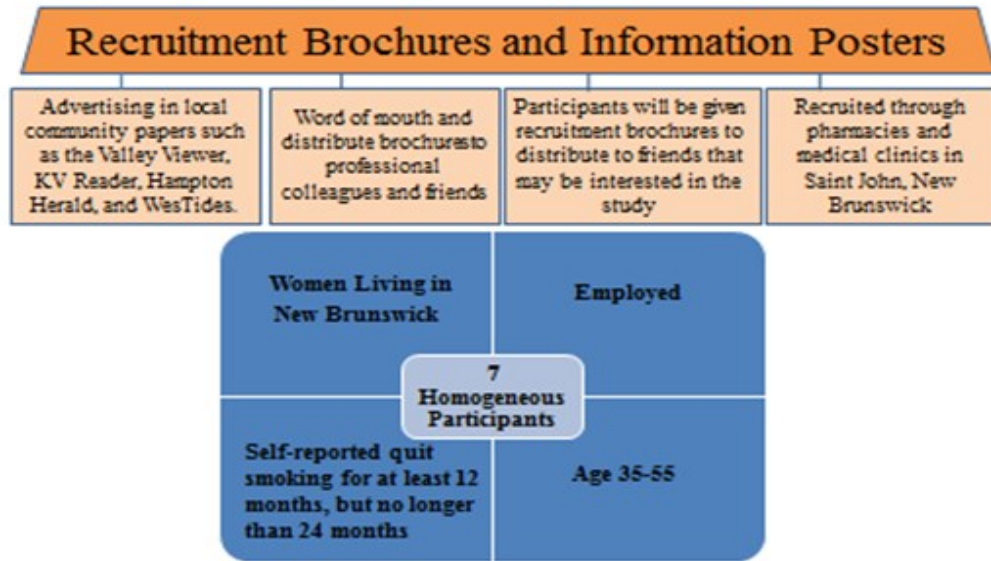 Recruitment Brochures and Information Posters
Advertising in local
community papers such
as the Valley Viewer,
KV Reader, Hampton
Herald, and WesTides.
Word of mouth and
distribute brochuresto
professional
colleagues and friends
Participants will be given
recruitment brochures to
distribute to friends that
may be interested in the
study
Recruited through
pharmacies and
medical clinics in
Saint John, New
Brunswick
Women Living in
New Brunswick
Employed
7
Homogeneous
Participants
Self-reported quit
smoking for at least 12
months, but no longer
than 24 months
Age 35-55